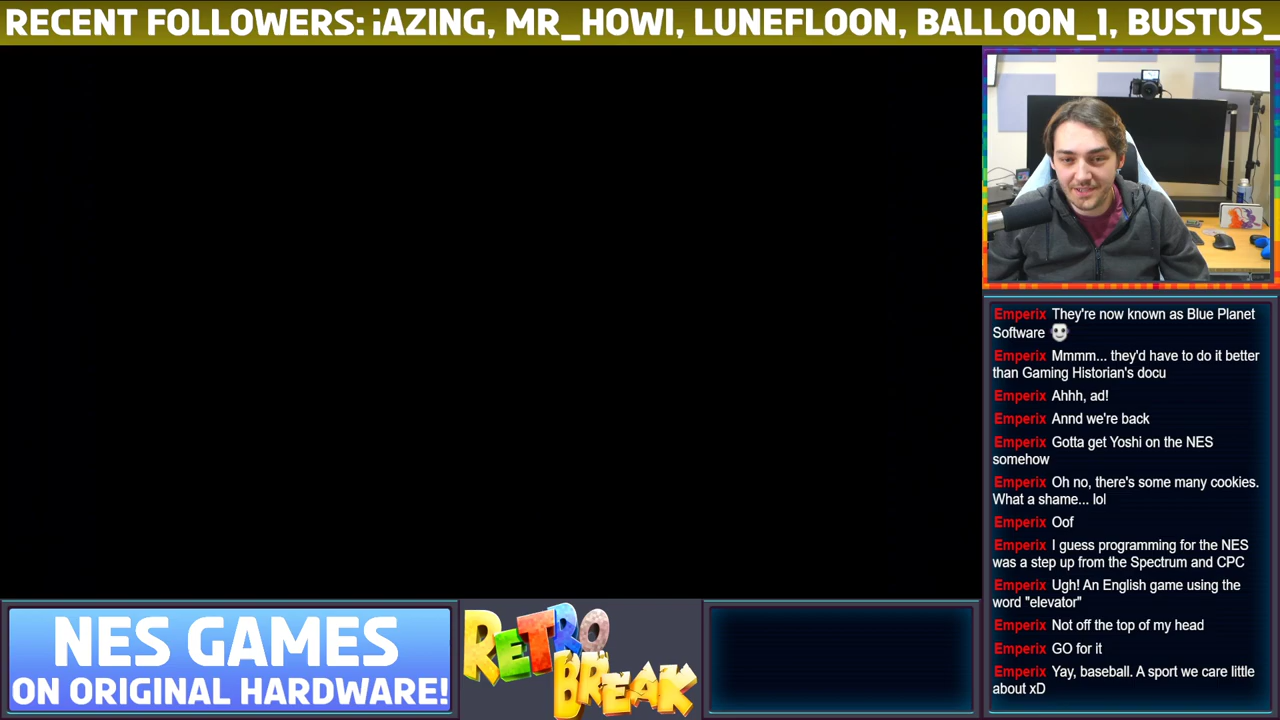 RECENT FOLLOWERS: iAZING, MR_HOWI, LUNEFLOON, BALLOON_1, BUSTUS_
Emperix They're now known as Blue Planet
Software
Emperix Mmmm... they'd have to do it better
than Gaming Historian's docu
Emperix Ahhh, ad!
Emperix Annd we're back
Emperix Gotta get Yoshi on the NES
somehow
Emperix Oh no, there's some many cookies.
What a shame... lol
Emperix Oof
Emperix I guess programming for the NES
was a step up from the Spectrum and CPC
Emperix Ugh! An English game using the
word "elevator"
Emperix Not off the top of my head
Emperix GO for it
Emperix Yay, baseball. A sport we care little
about xD
NES GAMES
ON ORIGINAL HARDWARE!
RETRO
BREAK